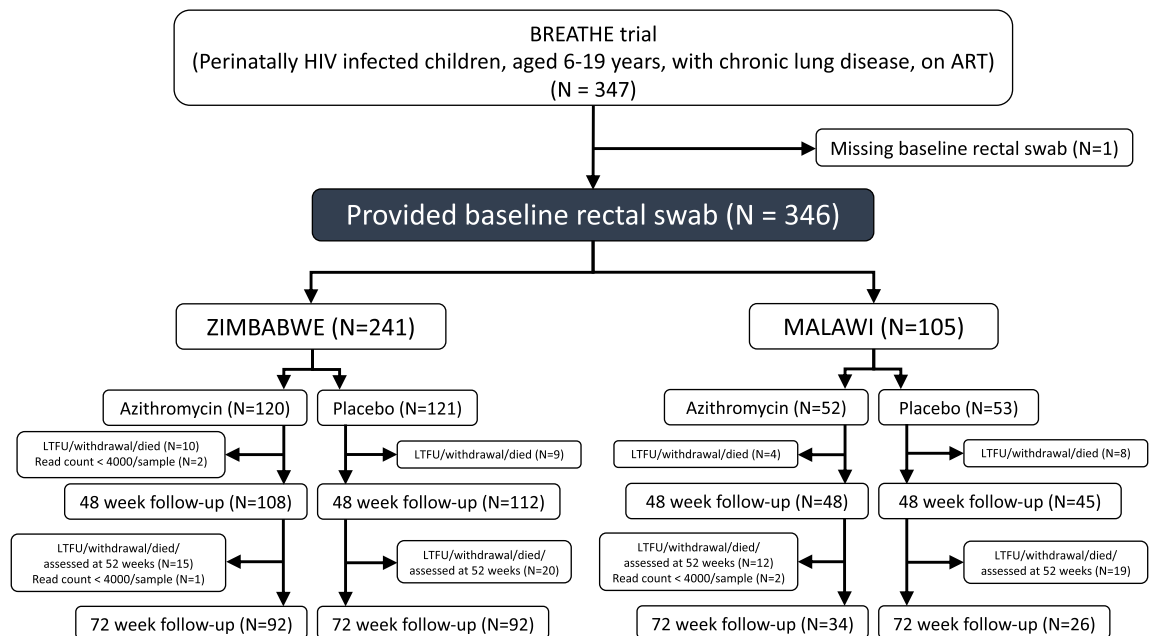 BREATHE trial
(Perinatally HIV infected children, aged 6-19 years, with chronic lung disease, on ART)
(N = 347)
Missing baseline rectal swab (N=1)
Provided baseline rectal swab (N = 346)
ZIMBABWE (N=241)
MALAWI (N=105)
Azithromycin (N=120)
Placebo (N=121)
Azithromycin (N=52)
Placebo (N=53)
LTFU/withdrawal/died (N=10)
Read count < 4000/sample (N=2)
LTFU/withdrawal/died (N=9)
LTFU/withdrawal/died (N=4)
LTFU/withdrawal/died (N=8)
48 week follow-up (N=108)
48 week follow-up (N=112)
48 week follow-up (N=48)
48 week follow-up (N=45)
LTFU/withdrawal/died/
assessed at 52 weeks (N=15)
Read count < 4000/sample (N=1)
LTFU/withdrawal/died/
assessed at 52 weeks (N=20)
LTFU/withdrawal/died/
assessed at 52 weeks (N=12)
Read count < 4000/sample (N=2)
LTFU/withdrawal/died/
assessed at 52 weeks (N=19)
72 week follow-up (N=92)
72 week follow-up (N=92)
72 week follow-up (N=34)
72 week follow-up (N=26)